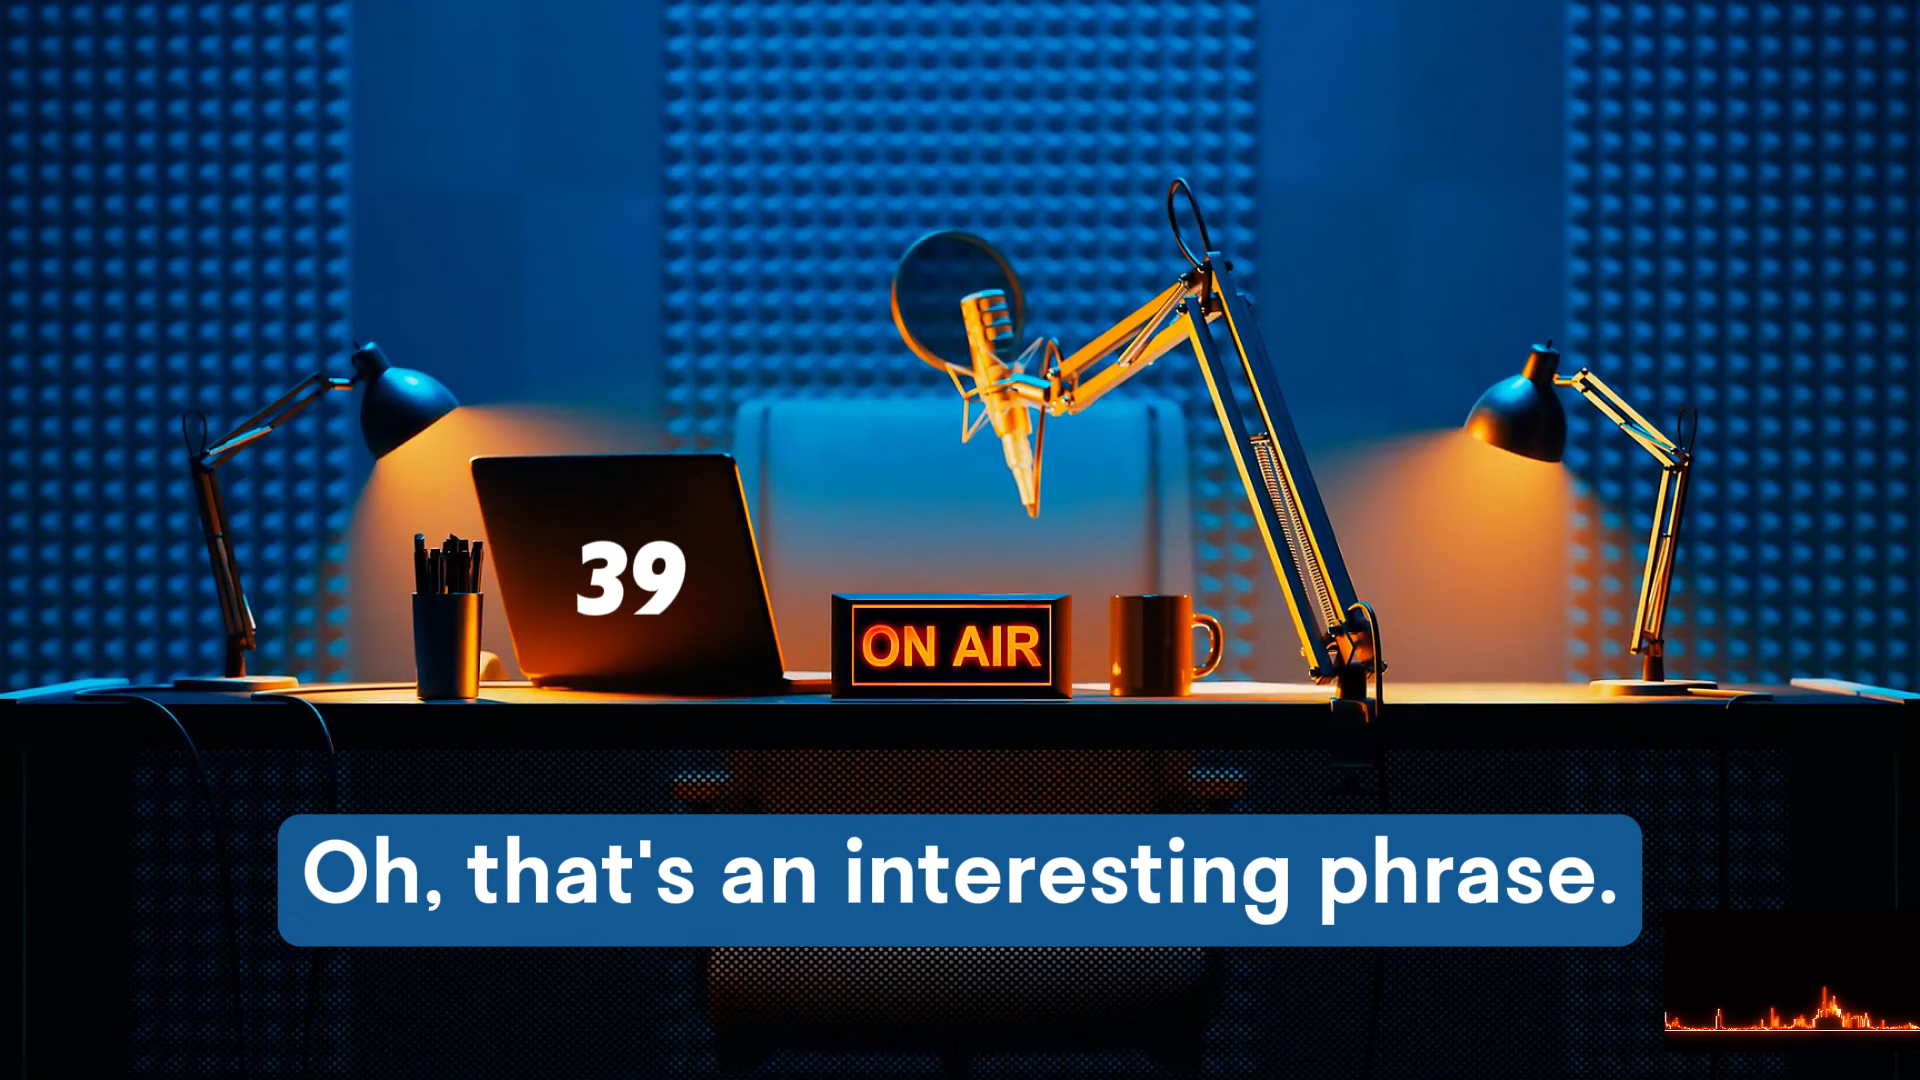 39
ON AIR
Oh, that's an interesting phrase.